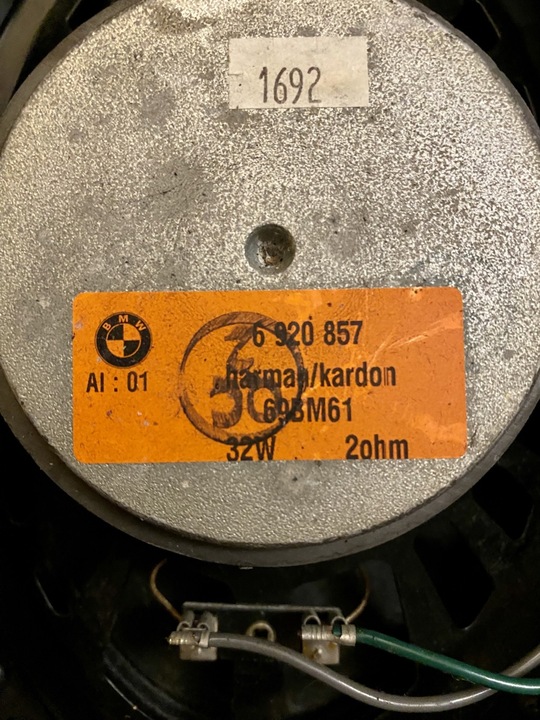 1692
BMW
6 920 857
AI : 01
harman/kardon
69BM61
32W 2ohm